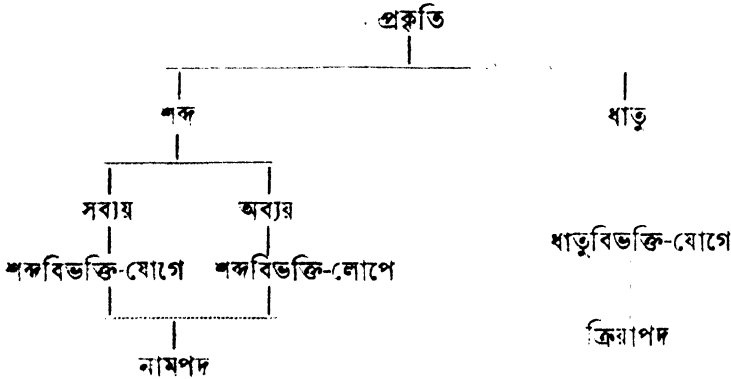 প্রকৃতি
শব্দ ধাতু
সব্যয় অব্যয়
শব্দবিভক্তি-যোগে শব্দবিভক্তি-লোপে ধাতুবিভক্তি-যোগে
নামপদ ক্রিয়াপদ